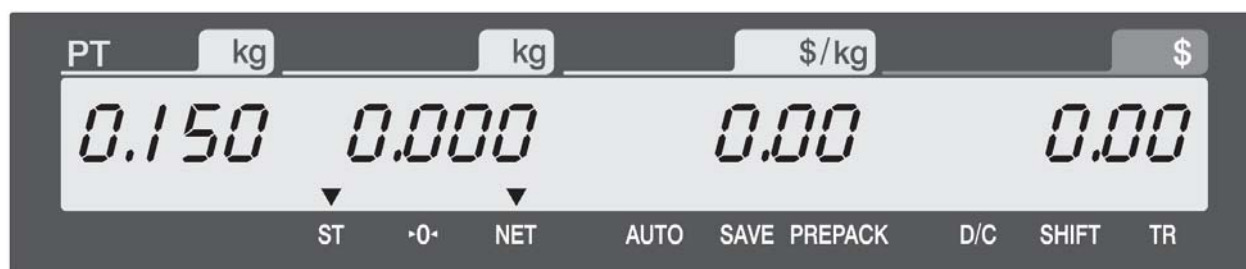 PT kg kg $/kg $
0.150 0.000 0.00 0.00
ST ▸0◂ NET AUTO SAVE PREPACK D/C SHIFT TR